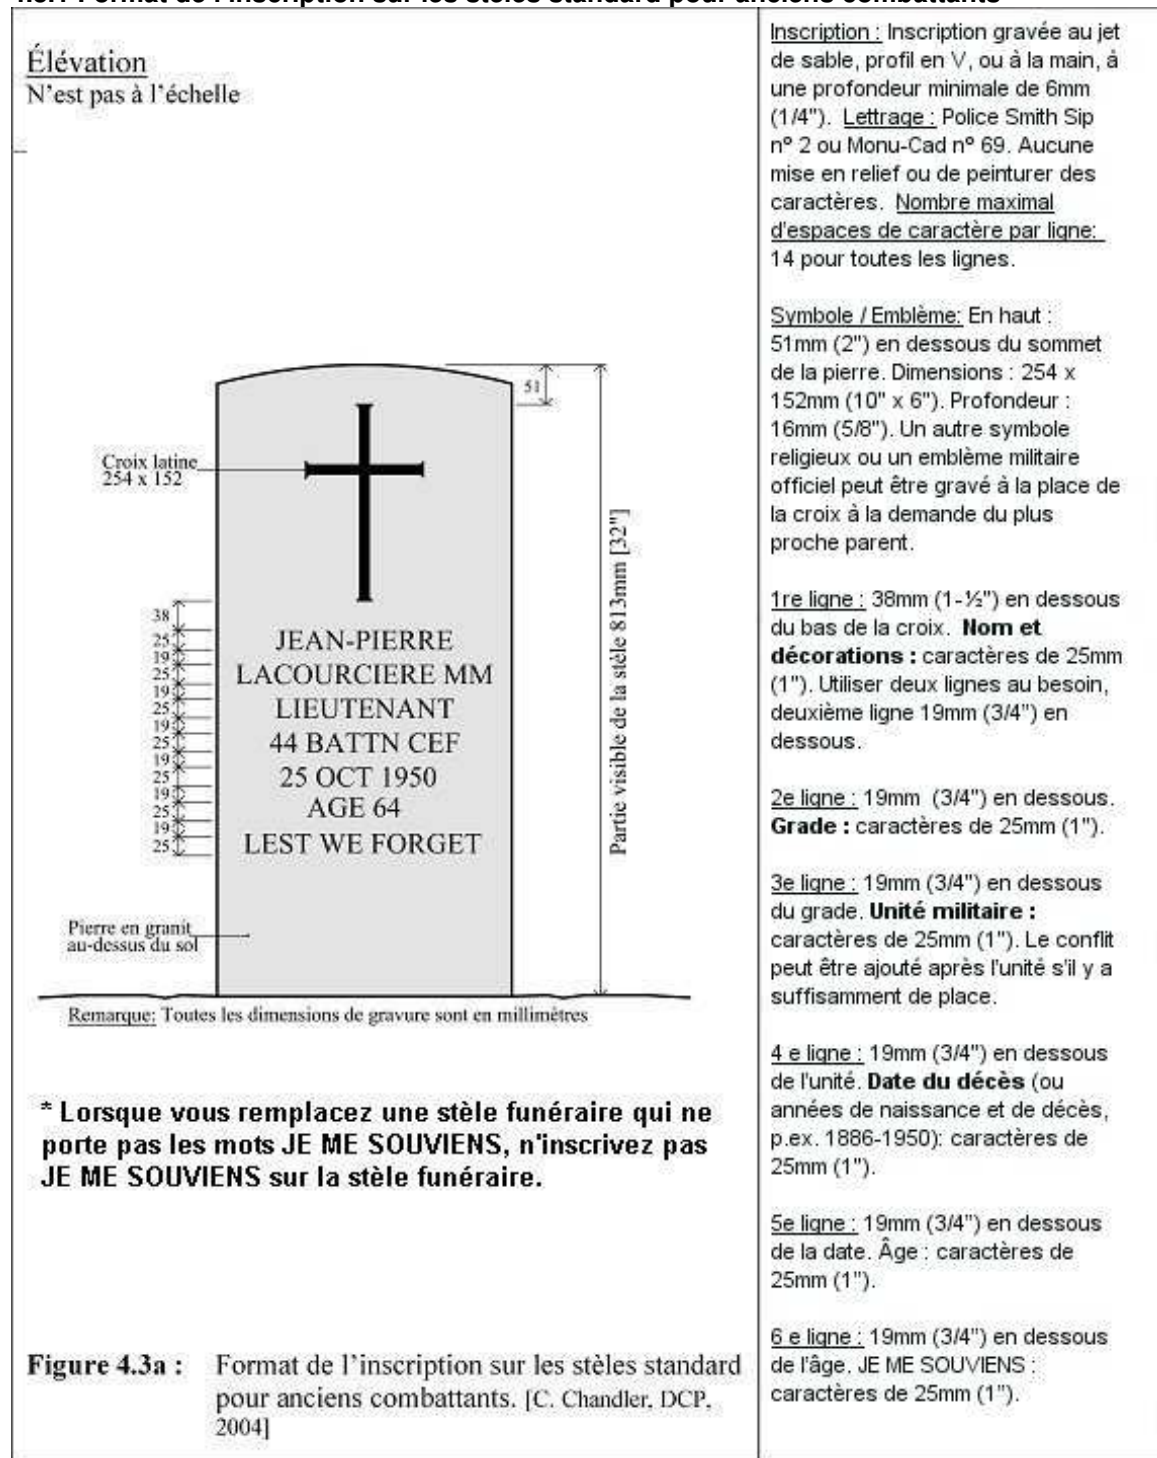 4.3.1 Format de l'inscription sur les stèles standard pour anciens combattants
Élévation
N'est pas à l'échelle
51
Croix latine
254 x 152
38
25
19
25
19
25
19
25
19
25
19
25
19
25
JEAN-PIERRE
LACOURCIERE MM
LIEUTENANT
44 BATTN CEF
25 OCT 1950
AGE 64
LEST WE FORGET
Partie visible de la stèle 813mm [32"]
Pierre en granit
au-dessus du sol
Remarque: Toutes les dimensions de gravure sont en millimètres
* Lorsque vous remplacez une stèle funéraire qui ne
porte pas les mots JE ME SOUVIENS, n'inscrivez pas
JE ME SOUVIENS sur la stèle funéraire.
Figure 4.3a : Format de l'inscription sur les stèles standard
pour anciens combattants. [C. Chandler, DCP,
2004]
Inscription : Inscription gravée au jet
de sable, profil en V, ou à la main, à
une profondeur minimale de 6mm
(1/4"). Lettrage : Police Smith Sip
nº 2 ou Monu-Cad nº 69. Aucune
mise en relief ou de peinturer des
caractères. Nombre maximal
d'espaces de caractère par ligne:
14 pour toutes les lignes.
Symbole / Emblème: En haut :
51mm (2") en dessous du sommet
de la pierre. Dimensions : 254 x
152mm (10" x 6"). Profondeur :
16mm (5/8"). Un autre symbole
religieux ou un emblème militaire
officiel peut être gravé à la place de
la croix à la demande du plus
proche parent.
1re ligne : 38mm (1-½") en dessous
du bas de la croix. Nom et
décorations : caractères de 25mm
(1"). Utiliser deux lignes au besoin,
deuxième ligne 19mm (3/4") en
dessous.
2e ligne : 19mm (3/4") en dessous.
Grade : caractères de 25mm (1").
3e ligne : 19mm (3/4") en dessous
du grade. Unité militaire :
caractères de 25mm (1"). Le conflit
peut être ajouté après l'unité s'il y a
suffisamment de place.
4 e ligne : 19mm (3/4") en dessous
de l'unité. Date du décès (ou
années de naissance et de décès,
p.ex. 1886-1950): caractères de
25mm (1").
5e ligne : 19mm (3/4") en dessous
de la date. Âge : caractères de
25mm (1").
6 e ligne : 19mm (3/4") en dessous
de l'âge. JE ME SOUVIENS :
caractères de 25mm (1").